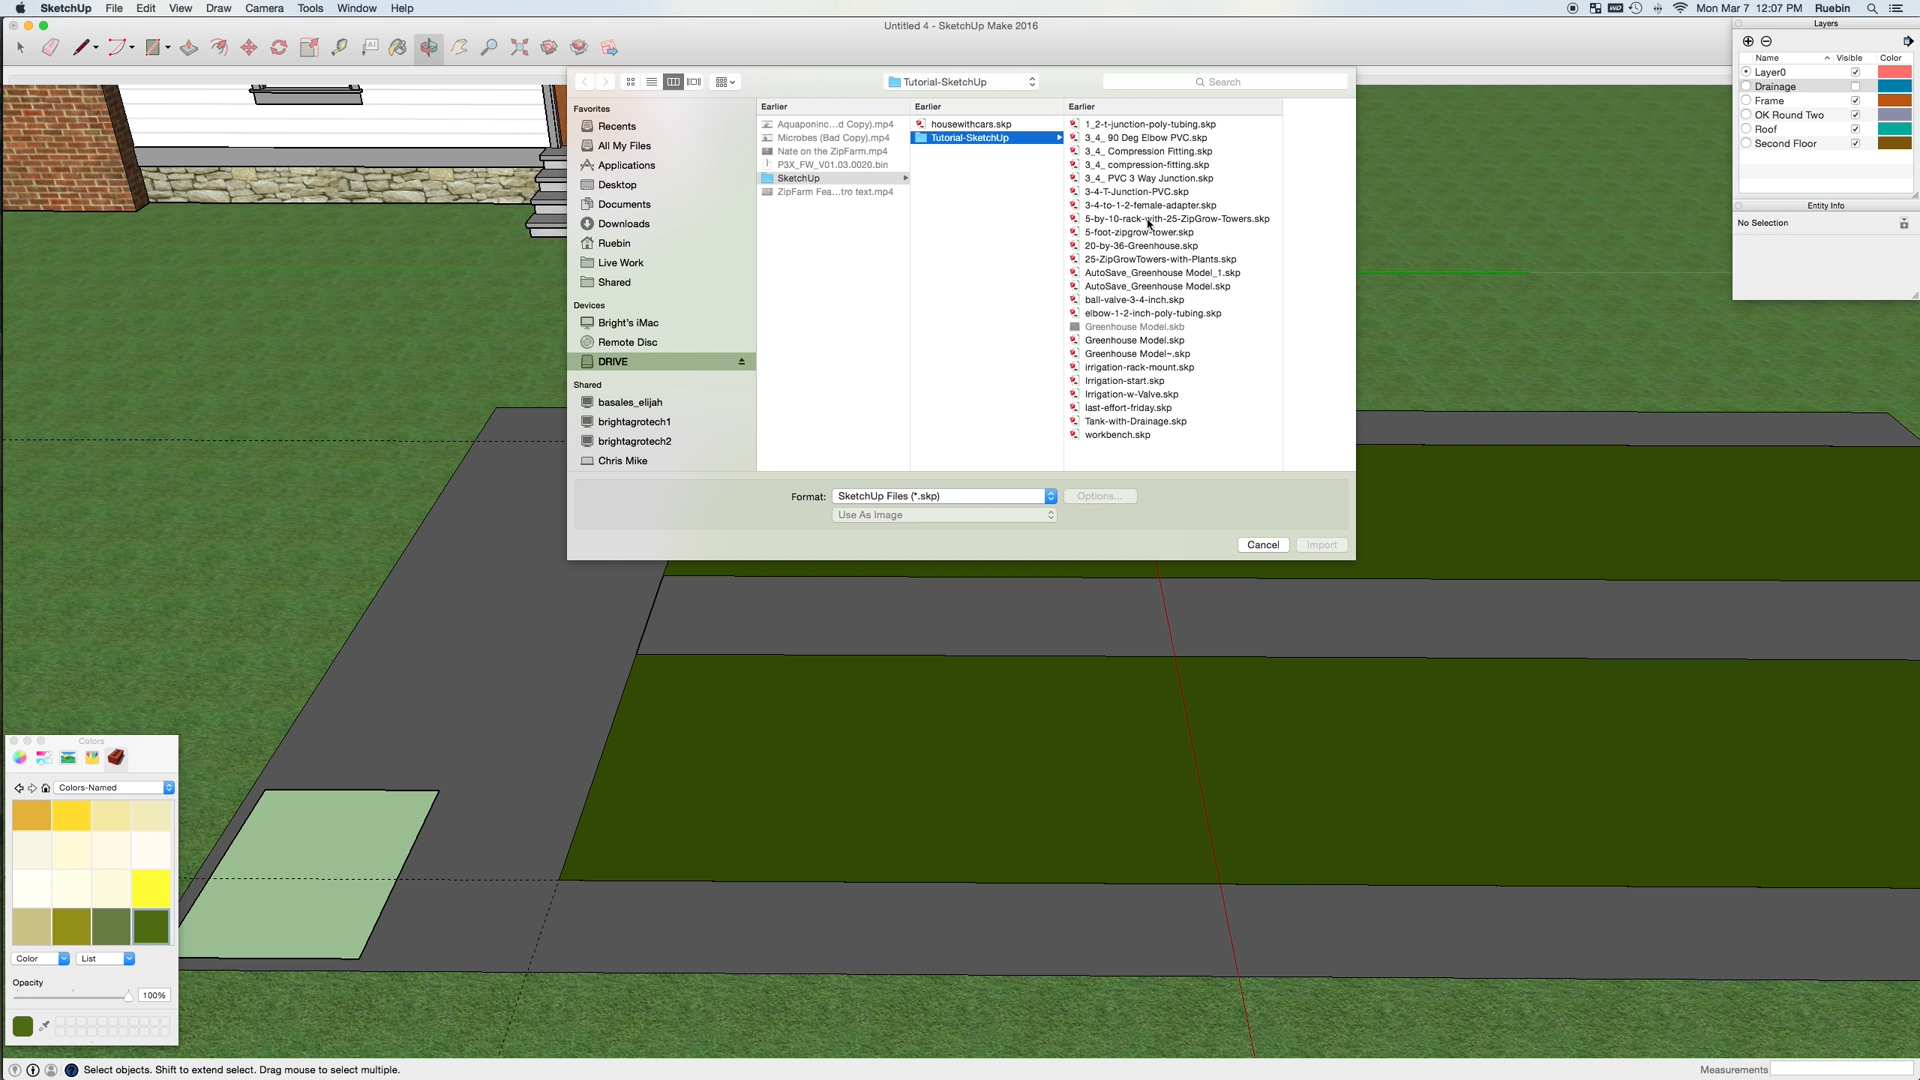 SketchUp File Edit View Draw Camera Tools Window Help
Mon Mar 7 12:07 PM Ruebin
Untitled 4 - SketchUp Make 2016
Layers
Name Visible Color
Layer0
Drainage
Frame
OK Round Two
Roof
Second Floor
Entity Info
No Selection
Tutorial-SketchUp
Search
Favorites
Recents
All My Files
Applications
Desktop
Documents
Downloads
Ruebin
Live Work
Shared
Devices
Bright's iMac
Remote Disc
DRIVE
Shared
basales_elijah
brightagrotech1
brightagrotech2
Chris Mike
Earlier
Aquaponinc...d Copy).mp4
Microbes (Bad Copy).mp4
Nate on the ZipFarm.mp4
P3X_FW_V01.03.0020.bin
SketchUp
ZipFarm Fea...tro text.mp4
Earlier
housewithcars.skp
Tutorial-SketchUp
Earlier
1_2-t-junction-poly-tubing.skp
3_4_ 90 Deg Elbow PVC.skp
3_4_ Compression Fitting.skp
3_4_ compression-fitting.skp
3_4_ PVC 3 Way Junction.skp
3-4-T-Junction-PVC.skp
3-4-to-1-2-female-adapter.skp
5-by-10-rack-with-25-ZipGrow-Towers.skp
5-foot-zipgrow-tower.skp
20-by-36-Greenhouse.skp
25-ZipGrowTowers-with-Plants.skp
AutoSave_Greenhouse Model_1.skp
AutoSave_Greenhouse Model.skp
ball-valve-3-4-inch.skp
elbow-1-2-inch-poly-tubing.skp
Greenhouse Model.skb
Greenhouse Model.skp
Greenhouse Model~.skp
irrigation-rack-mount.skp
Irrigation-start.skp
Irrigation-w-Valve.skp
last-effort-friday.skp
Tank-with-Drainage.skp
workbench.skp
Format: SketchUp Files (*.skp) Options...
Use As Image
Cancel Import
Colors
Colors-Named
Color List
Opacity
100%
Select objects. Shift to extend select. Drag mouse to select multiple.
Measurements